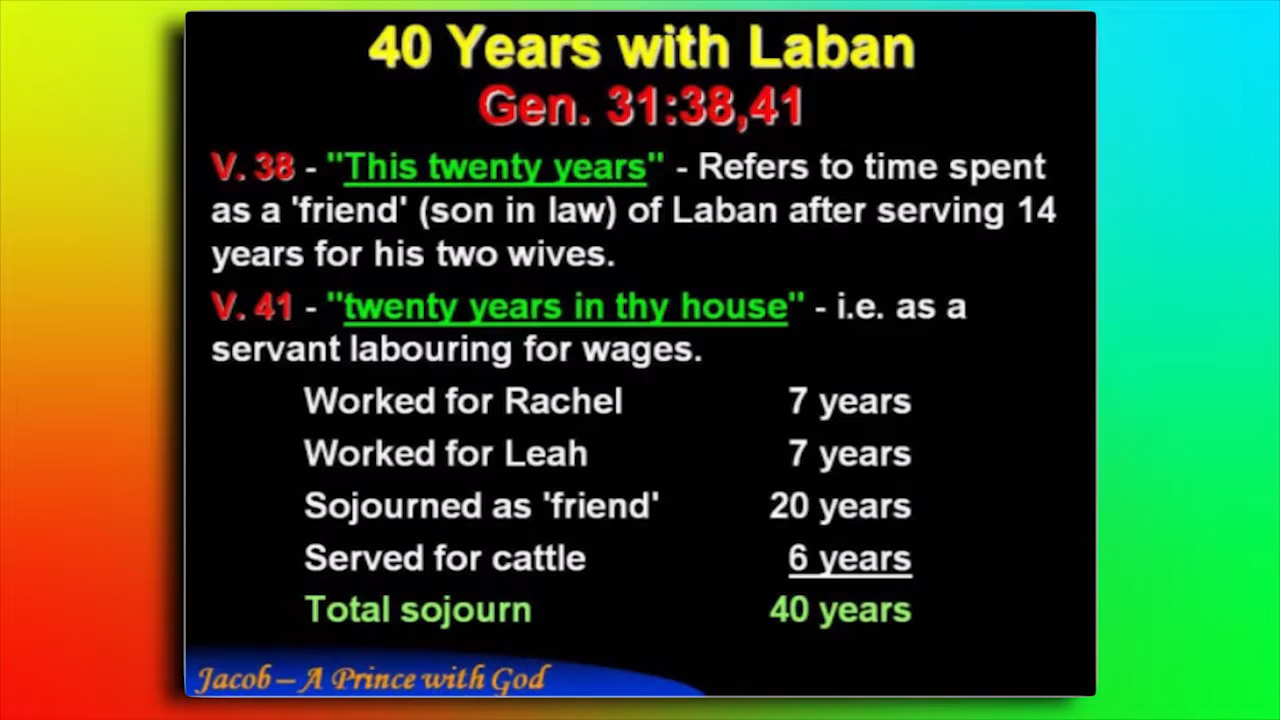 40 Years with Laban
Gen. 31:38,41
V. 38 - "This twenty years" - Refers to time spent
as a 'friend' (son in law) of Laban after serving 14
years for his two wives.
V. 41 - "twenty years in thy house" - i.e. as a
servant labouring for wages.
Worked for Rachel 7 years
Worked for Leah 7 years
Sojourned as 'friend' 20 years
Served for cattle 6 years
Total sojourn 40 years
Jacob – A Prince with God